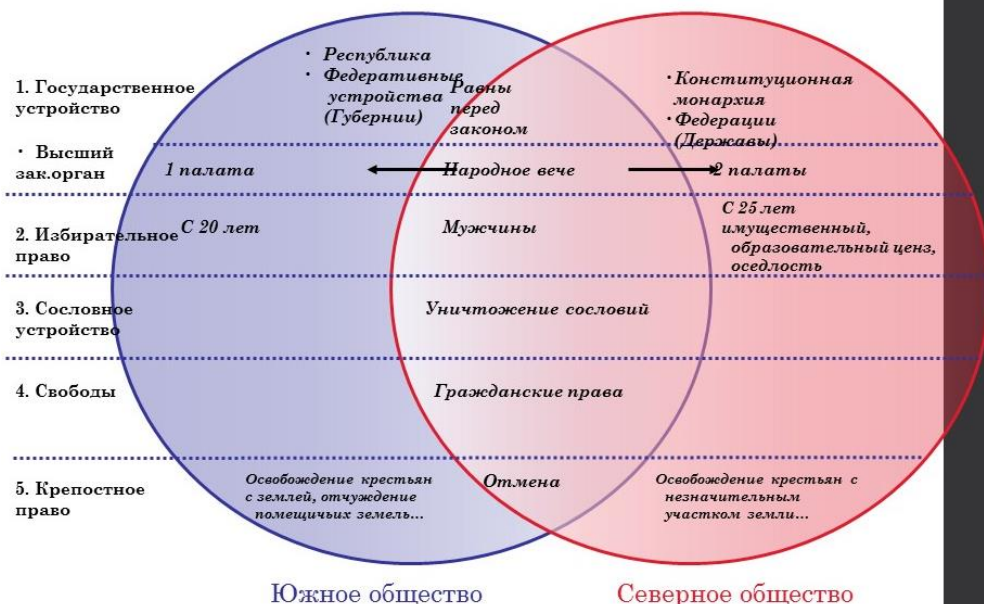 · Республика
· Федеративные
устройства
(Губернии)
Равны
перед
законом
·Конституционная
монархия
·Федерации
(Державы)
1. Государственное
устройство
· Высший
зак.орган
1 палата
Народное вече
2 палаты
2. Избирательное
право
С 20 лет
Мужчины
С 25 лет
имущественный,
образовательный ценз,
оседлость
3. Сословное
устройство
Уничтожение сословий
4. Свободы
Гражданские права
5. Крепостное
право
Освобождение крестьян
с землей, отчуждение
помещичьих земель...
Отмена
Освобождение крестьян с
незначительным
участком земли...
Южное общество
Северное общество